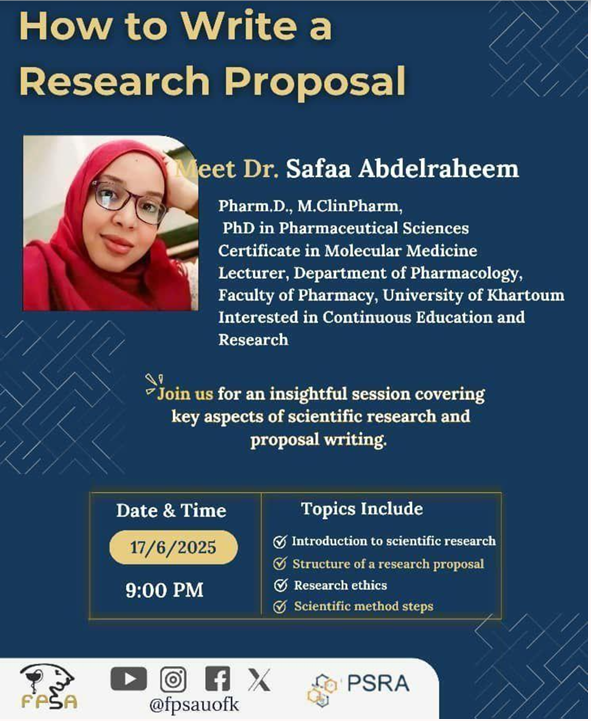 How to Write a
Research Proposal
Meet Dr. Safaa Abdelraheem
Pharm.D., M.ClinPharm,
PhD in Pharmaceutical Sciences
Certificate in Molecular Medicine
Lecturer, Department of Pharmacology,
Faculty of Pharmacy, University of Khartoum
Interested in Continuous Education and
Research
Join us for an insightful session covering
key aspects of scientific research and
proposal writing.
Date & Time
17/6/2025
9:00 PM
Topics Include
Introduction to scientific research
Structure of a research proposal
Research ethics
Scientific method steps
FPSA
@fpsauofk
PSRA